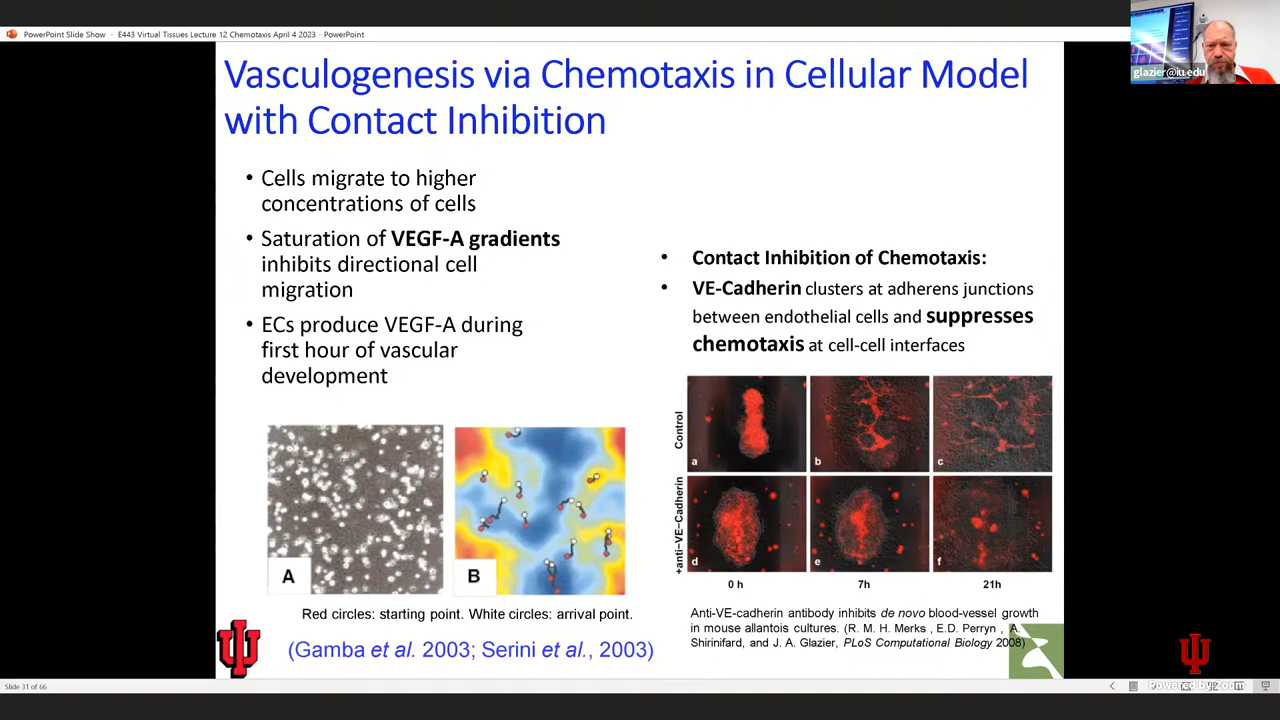 PowerPoint Slide Show - E443 Virtual Tissues Lecture 12 Chemotaxis April 4 2023 - PowerPoint
glazier@iu.edu
Vasculogenesis via Chemotaxis in Cellular Model
with Contact Inhibition
• Cells migrate to higher
concentrations of cells
• Saturation of VEGF-A gradients
inhibits directional cell
migration
• ECs produce VEGF-A during
first hour of vascular
development
A
B
Red circles: starting point. White circles: arrival point.
(Gamba et al. 2003; Serini et al., 2003)
• Contact Inhibition of Chemotaxis:
• VE-Cadherin clusters at adherens junctions
between endothelial cells and suppresses
chemotaxis at cell-cell interfaces
Control
a
b
c
+anti-VE-Cadherin
d
e
f
0 h
7h
21h
Anti-VE-cadherin antibody inhibits de novo blood-vessel growth
in mouse allantois cultures. (R. M. H. Merks , E.D. Perryn , A.
Shirinifard, and J. A. Glazier, PLoS Computational Biology 2008)
Slide 31 of 66
Powered by Zoom